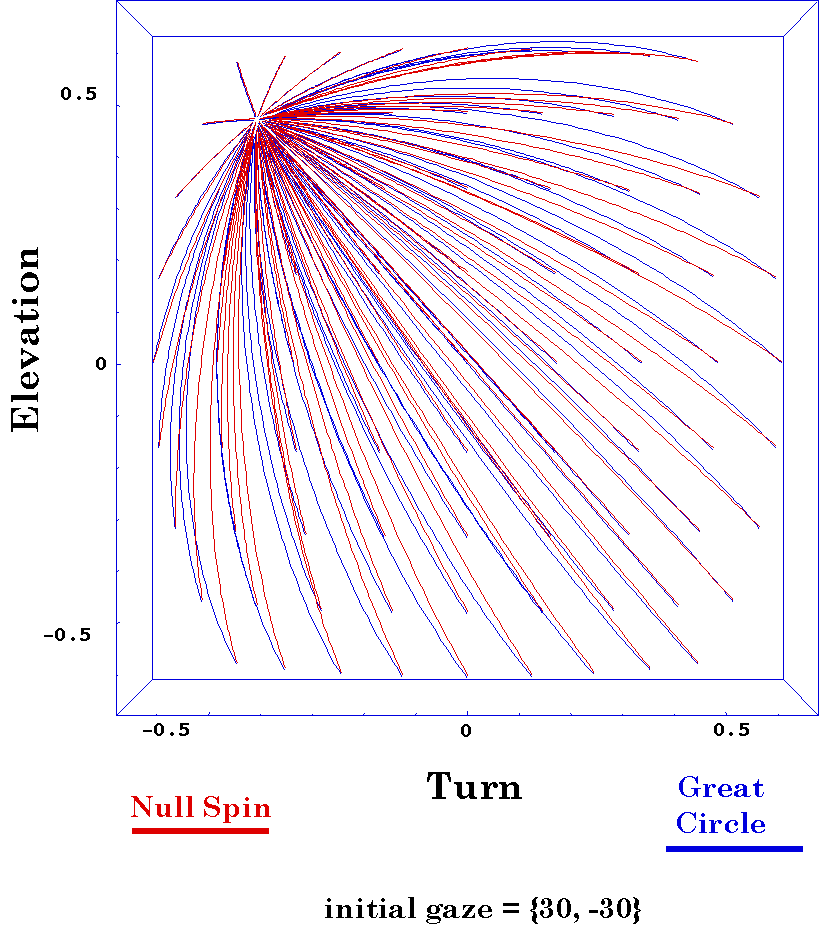 0.5
Elevation
0
-0.5
-0.5 0 0.5
Turn
Null Spin
Great
Circle
initial gaze = {30, -30}